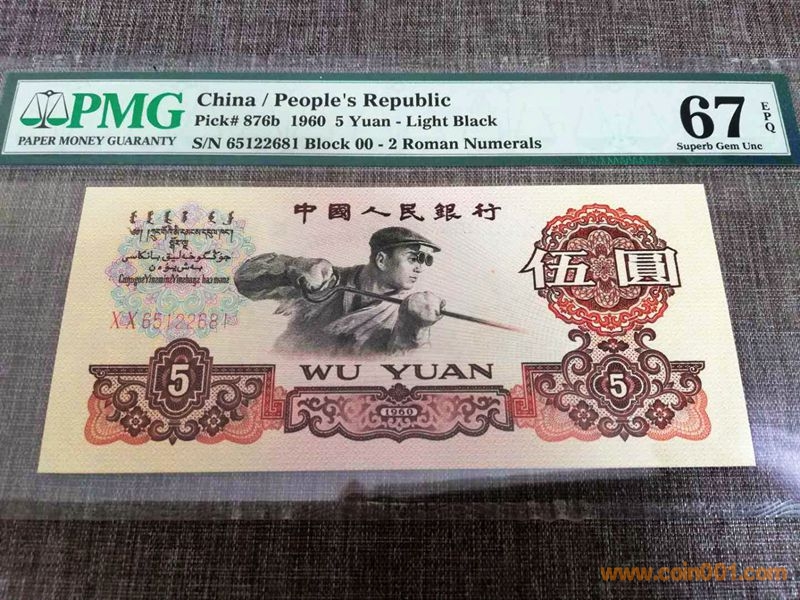 PMG
PAPER MONEY GUARANTY
China / People's Republic
Pick# 876b 1960 5 Yuan - Light Black
S/N 65122681 Block 00 - 2 Roman Numerals
67 EPQ
Superb Gem Unc
中國人民銀行
伍圓
XX65122681
5
WU YUAN
1960
5
www.coin001.com